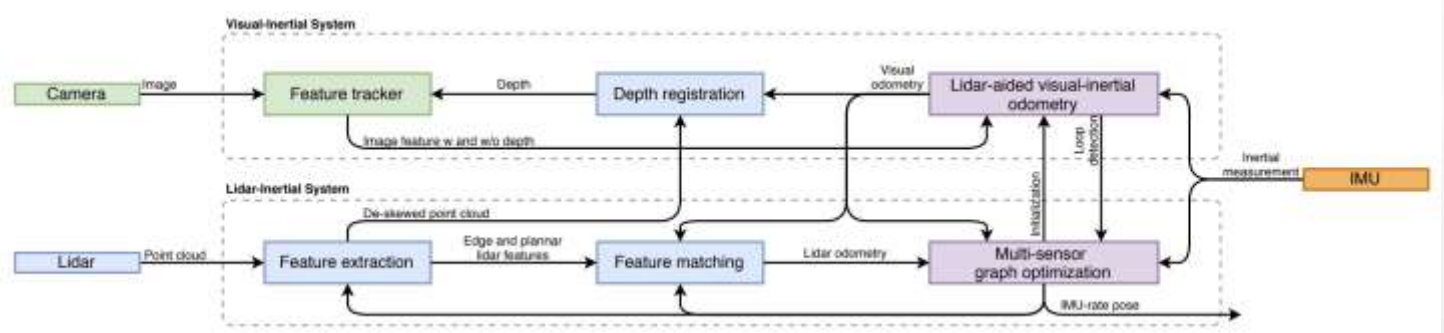 Visual-Inertial System
Camera
Image
Feature tracker
Depth
Depth registration
Visual
odometry
Lidar-aided visual-inertial
odometry
Image feature w and w/o depth
Loop
detection
Inertial
measurement
IMU
Initialization
Lidar-Inertial System
De-skewed point cloud
Lidar
Point cloud
Feature extraction
Edge and plannar
lidar features
Feature matching
Lidar odometry
Multi-sensor
graph optimization
IMU-rate pose